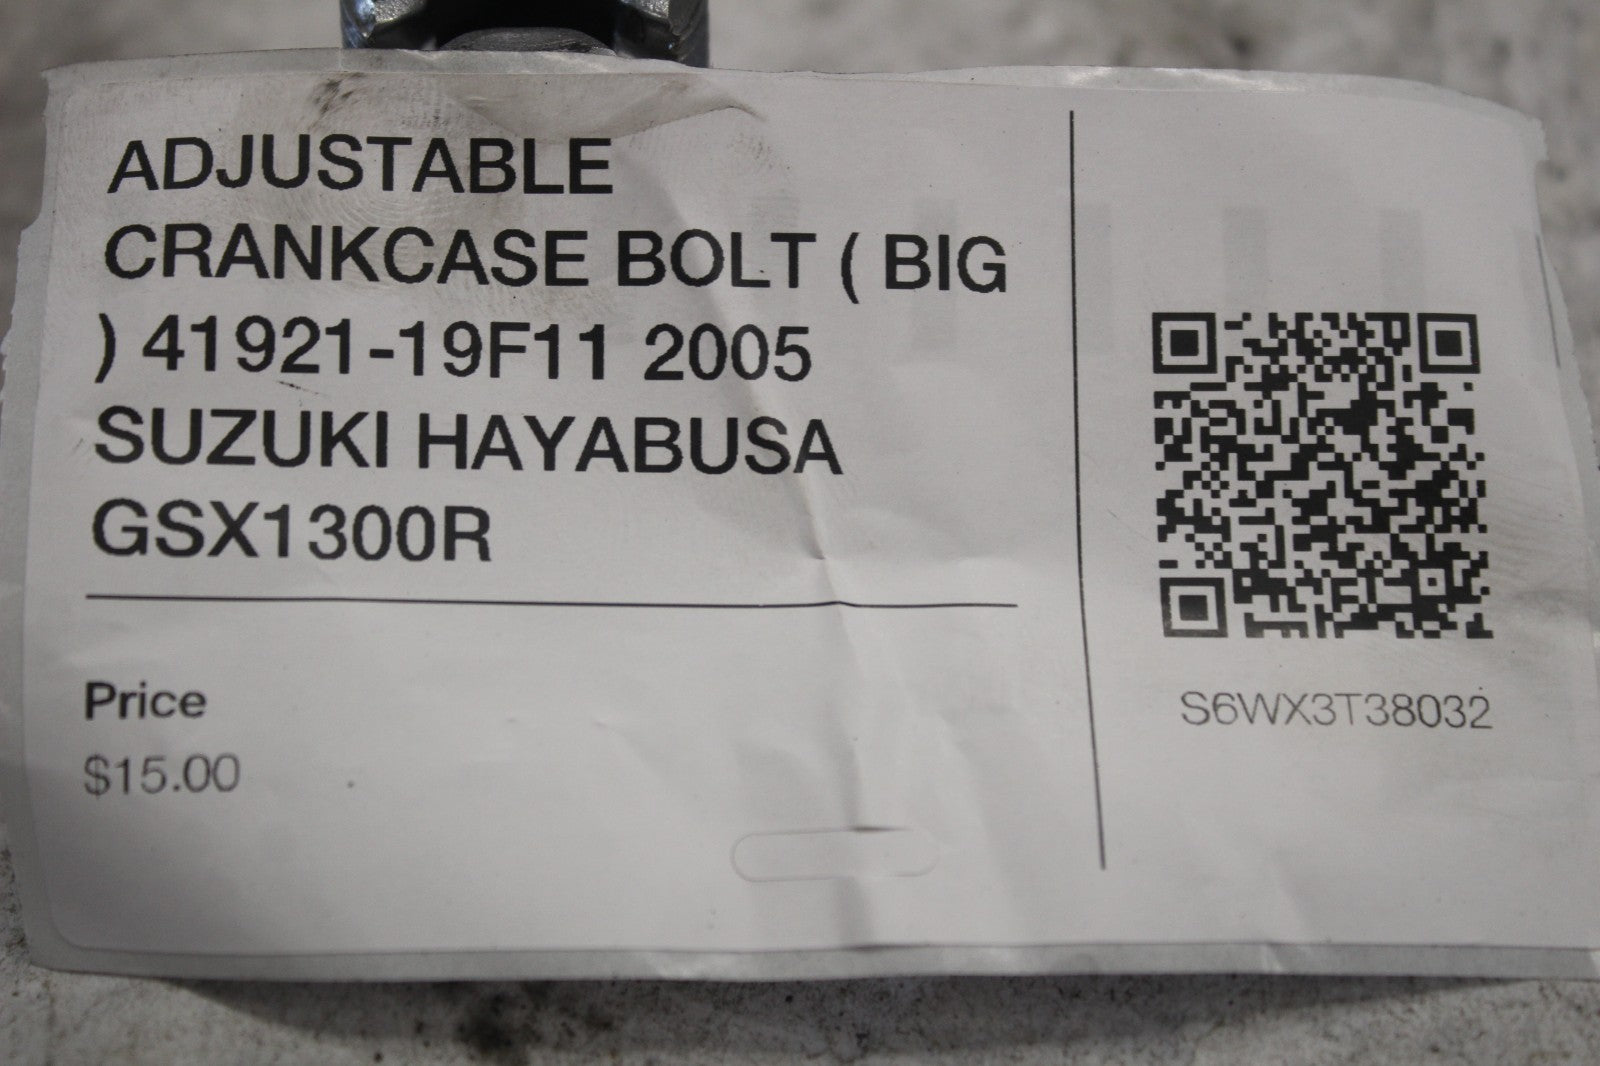 ADJUSTABLE
CRANKCASE BOLT ( BIG
) 41921-19F11 2005
SUZUKI HAYABUSA
GSX1300R
Price
$15.00
S6WX3T38032